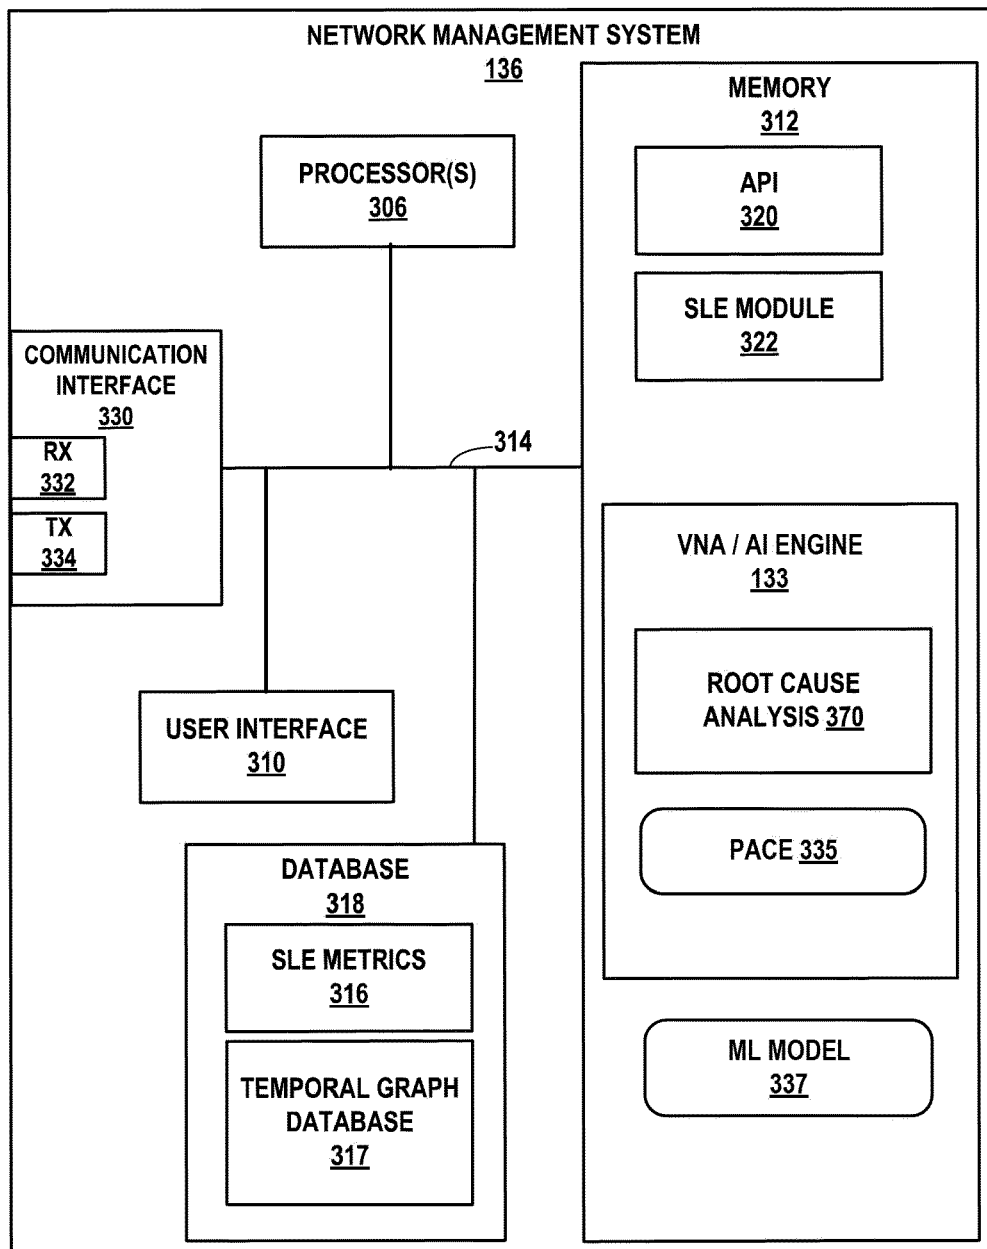 NETWORK MANAGEMENT SYSTEM
136
PROCESSOR(S)
306
COMMUNICATION
INTERFACE
330
RX
332
TX
334
314
USER INTERFACE
310
DATABASE
318
SLE METRICS
316
TEMPORAL GRAPH
DATABASE
317
MEMORY
312
API
320
SLE MODULE
322
VNA / AI ENGINE
133
ROOT CAUSE
ANALYSIS 370
PACE 335
ML MODEL
337